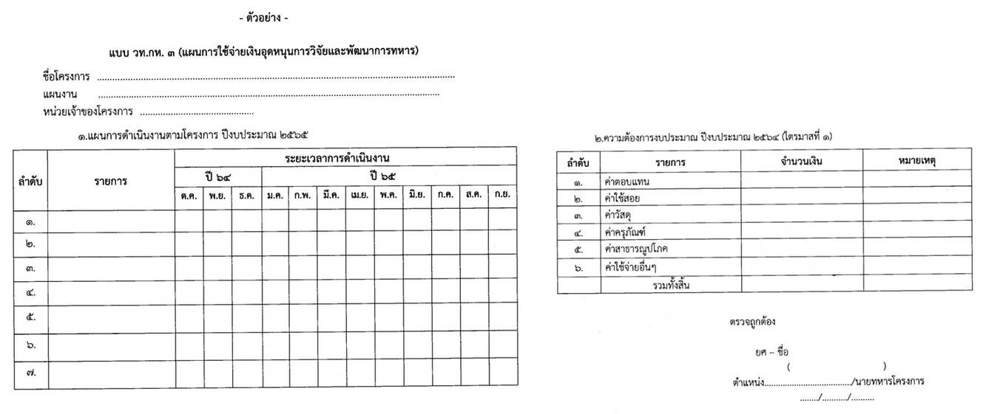 - ตัวอย่าง -
แบบ วท.กห. ๓ (แผนการใช้จ่ายเงินอุดหนุนการวิจัยและพัฒนาการทหาร)
ชื่อโครงการ ....................................................................................................................
แผนงาน ...............................................................................................................
หน่วยเจ้าของโครงการ ............................................
๑.แผนการดำเนินงานตามโครงการ ปีงบประมาณ ๒๕๖๕
ลำดับ รายการ ระยะเวลาการดำเนินงาน
ปี ๖๔ ปี ๖๕
ต.ค. พ.ย. ธ.ค. ม.ค. ก.พ. มี.ค. เม.ย. พ.ค. มิ.ย. ก.ค. ส.ค. ก.ย.
๑.
๒.
๓.
๔.
๕.
๖.
๗.
๒.ความต้องการงบประมาณ ปีงบประมาณ ๒๕๖๔ (ไตรมาสที่ ๑)
ลำดับ รายการ จำนวนเงิน หมายเหตุ
๑. ค่าตอบแทน
๒. ค่าใช้สอย
๓. ค่าวัสดุ
๔. ค่าครุภัณฑ์
๕. ค่าสาธารณูปโภค
๖. ค่าใช้จ่ายอื่นๆ
รวมทั้งสิ้น
ตรวจถูกต้อง
ยศ – ชื่อ
( )
ตำแหน่ง...................................../นายทหารโครงการ
......../.........../..........